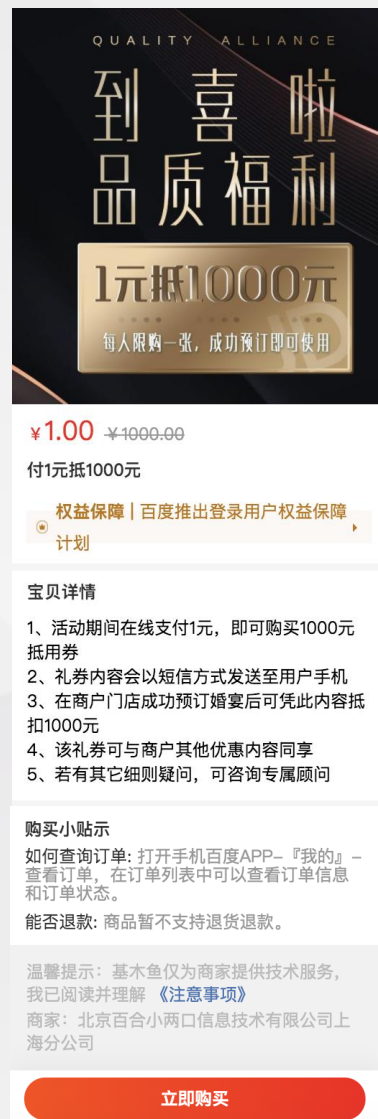 QUALITY ALLIANCE
到喜啦
品质福利
1元抵1000元
每人限购一张，成功预订即可使用
¥1.00 ¥1000.00
付1元抵1000元
权益保障 | 百度推出登录用户权益保障
计划
宝贝详情
1、活动期间在线支付1元，即可购买1000元
抵用券
2、礼券内容会以短信方式发送至用户手机
3、在商户门店成功预订婚宴后可凭此内容抵
扣1000元
4、该礼券可与商户其他优惠内容同享
5、若有其它细则疑问，可咨询专属顾问
购买小贴示
如何查询订单: 打开手机百度APP-『我的』-
查看订单，在订单列表中可以查看订单信息
和订单状态。
能否退款: 商品暂不支持退货退款。
温馨提示：基木鱼仅为商家提供技术服务，
我已阅读并理解 《注意事项》
商家：北京百合小两口信息技术有限公司上
海分公司
立即购买